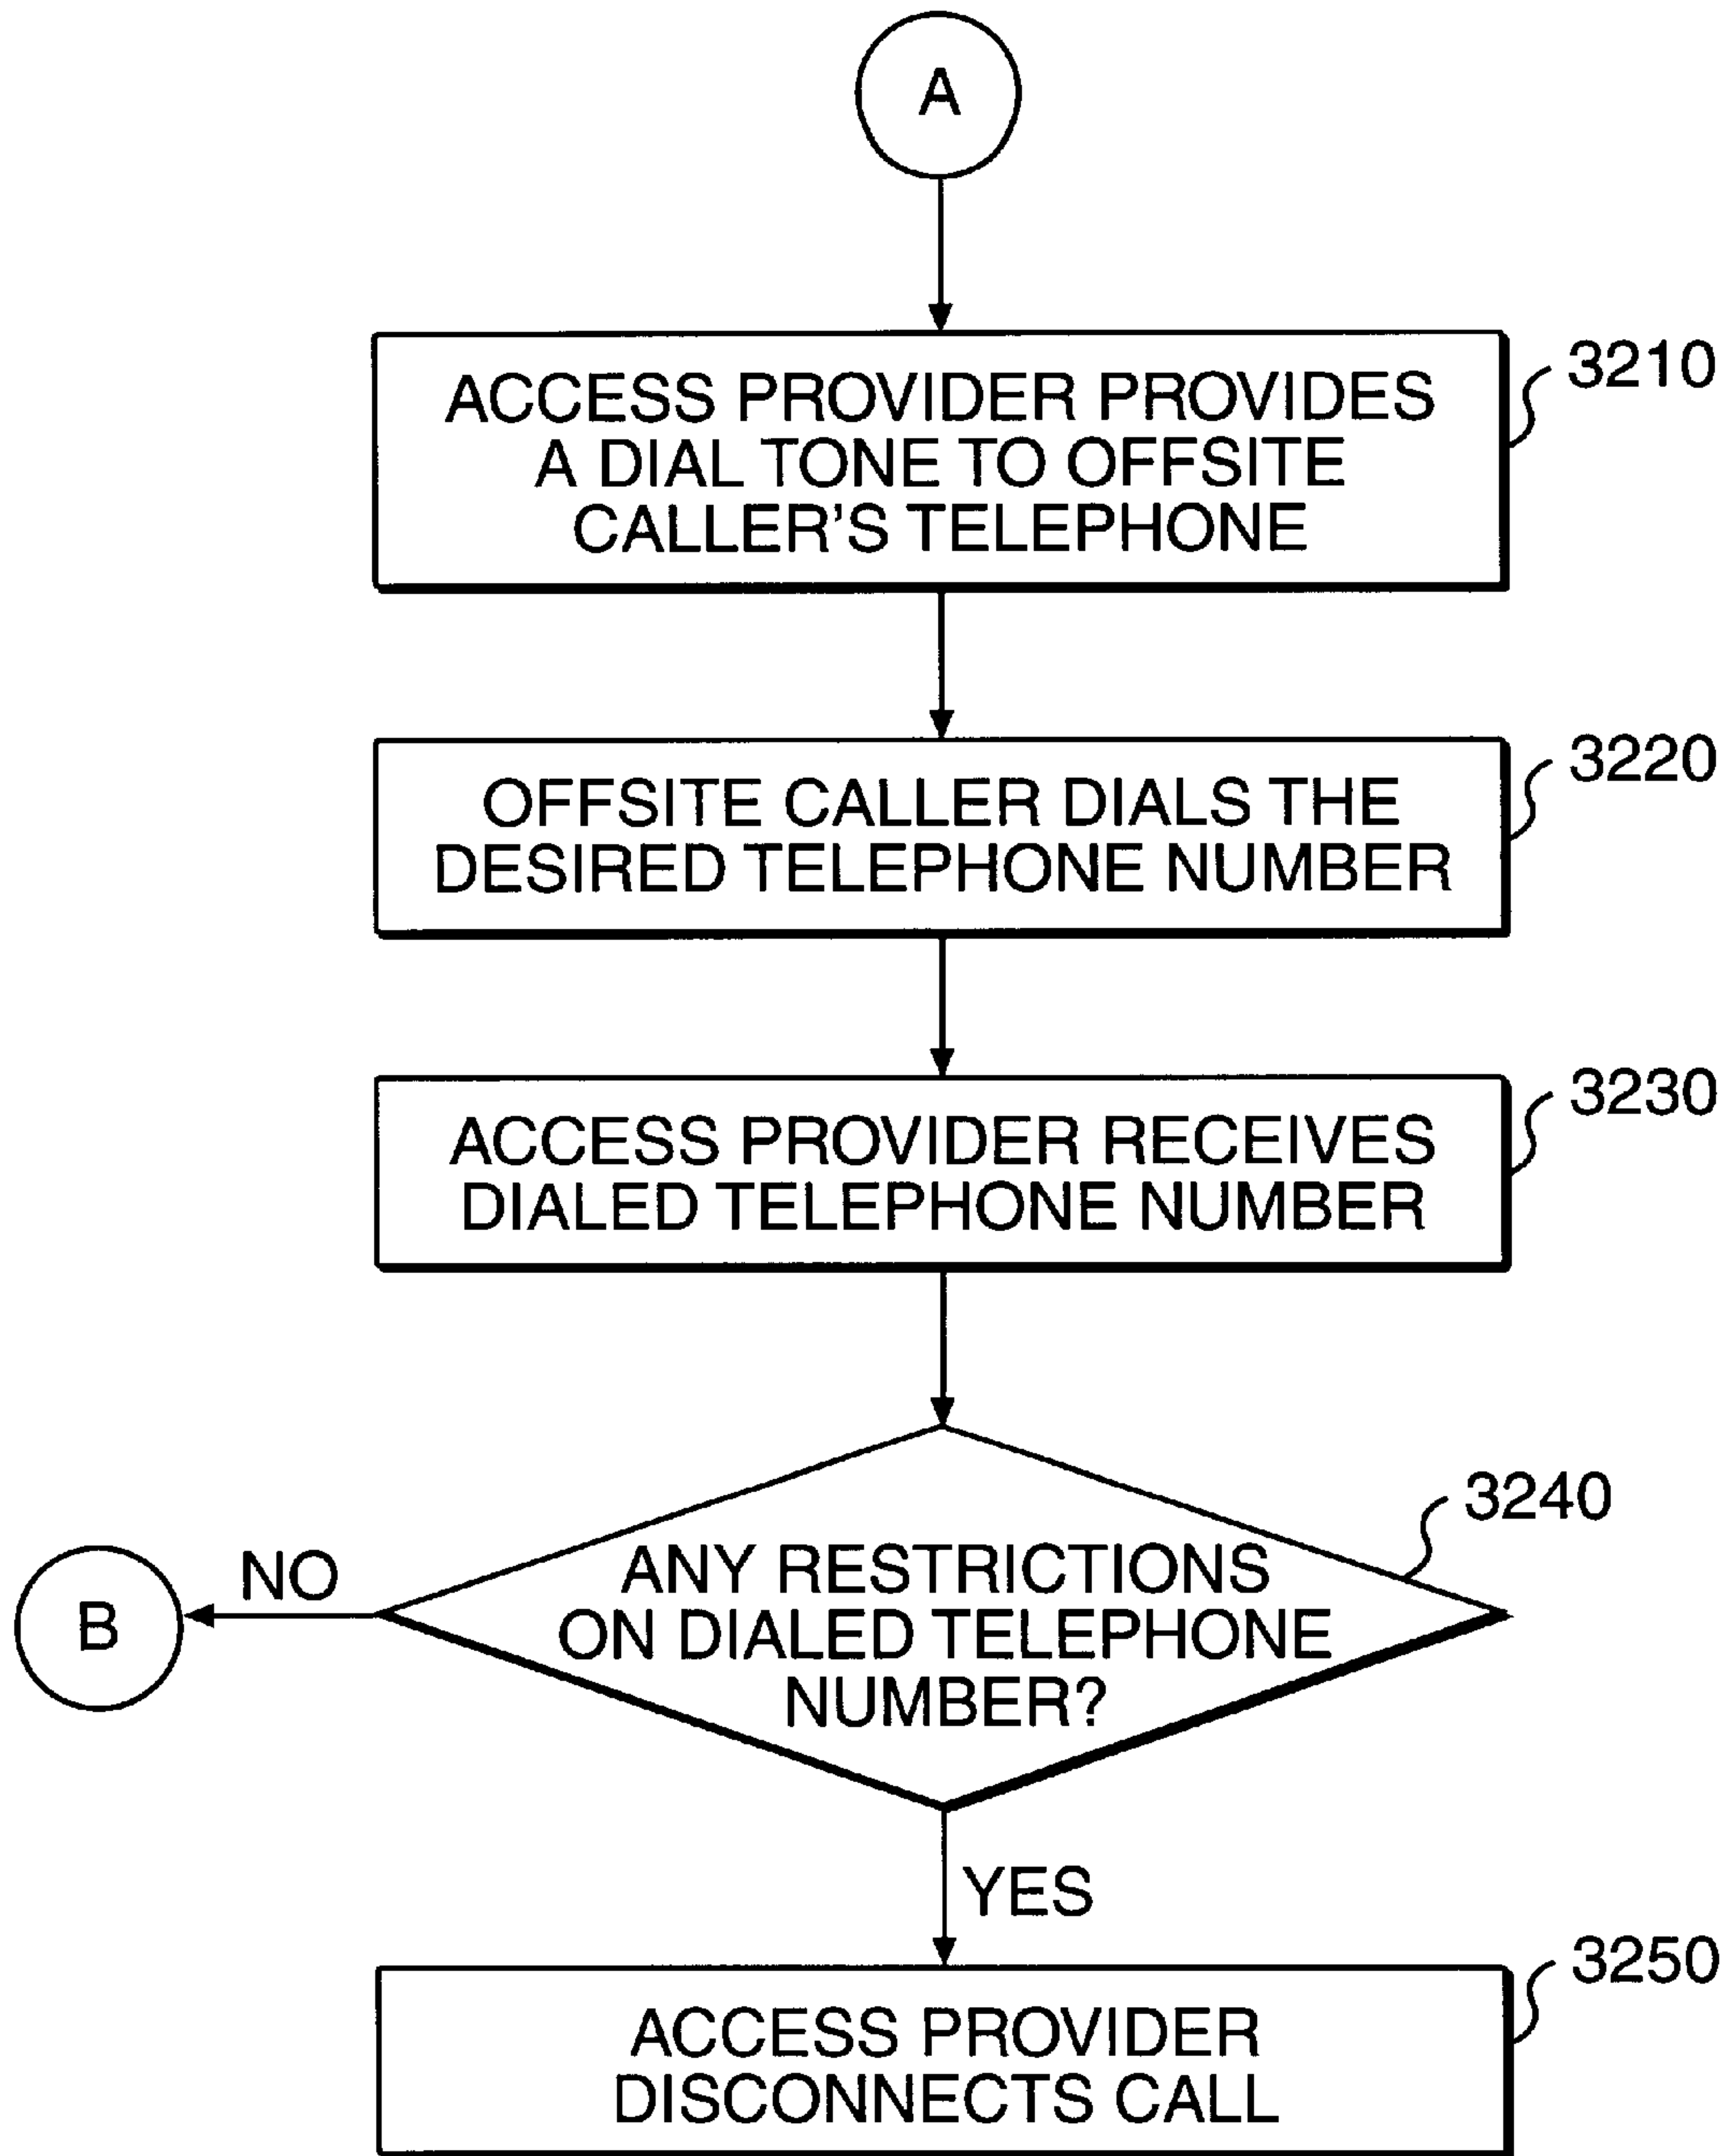 A
ACCESS PROVIDER PROVIDES
A DIAL TONE TO OFFSITE
CALLER'S TELEPHONE
3210
OFFSITE CALLER DIALS THE
DESIRED TELEPHONE NUMBER
3220
ACCESS PROVIDER RECEIVES
DIALED TELEPHONE NUMBER
3230
ANY RESTRICTIONS
ON DIALED TELEPHONE
NUMBER?
3240
NO
B
YES
ACCESS PROVIDER
DISCONNECTS CALL
3250